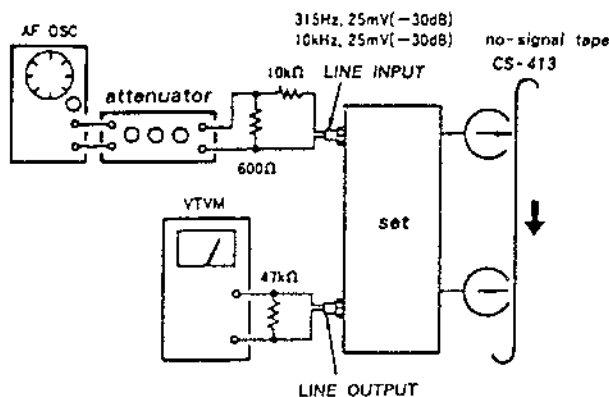 315Hz, 25mV(-30dB)
10kHz, 25mV(-30dB)
no-signal tape
CS-413
AF OSC
attenuator
10kΩ
LINE INPUT
600Ω
set
VTVM
47kΩ
LINE OUTPUT